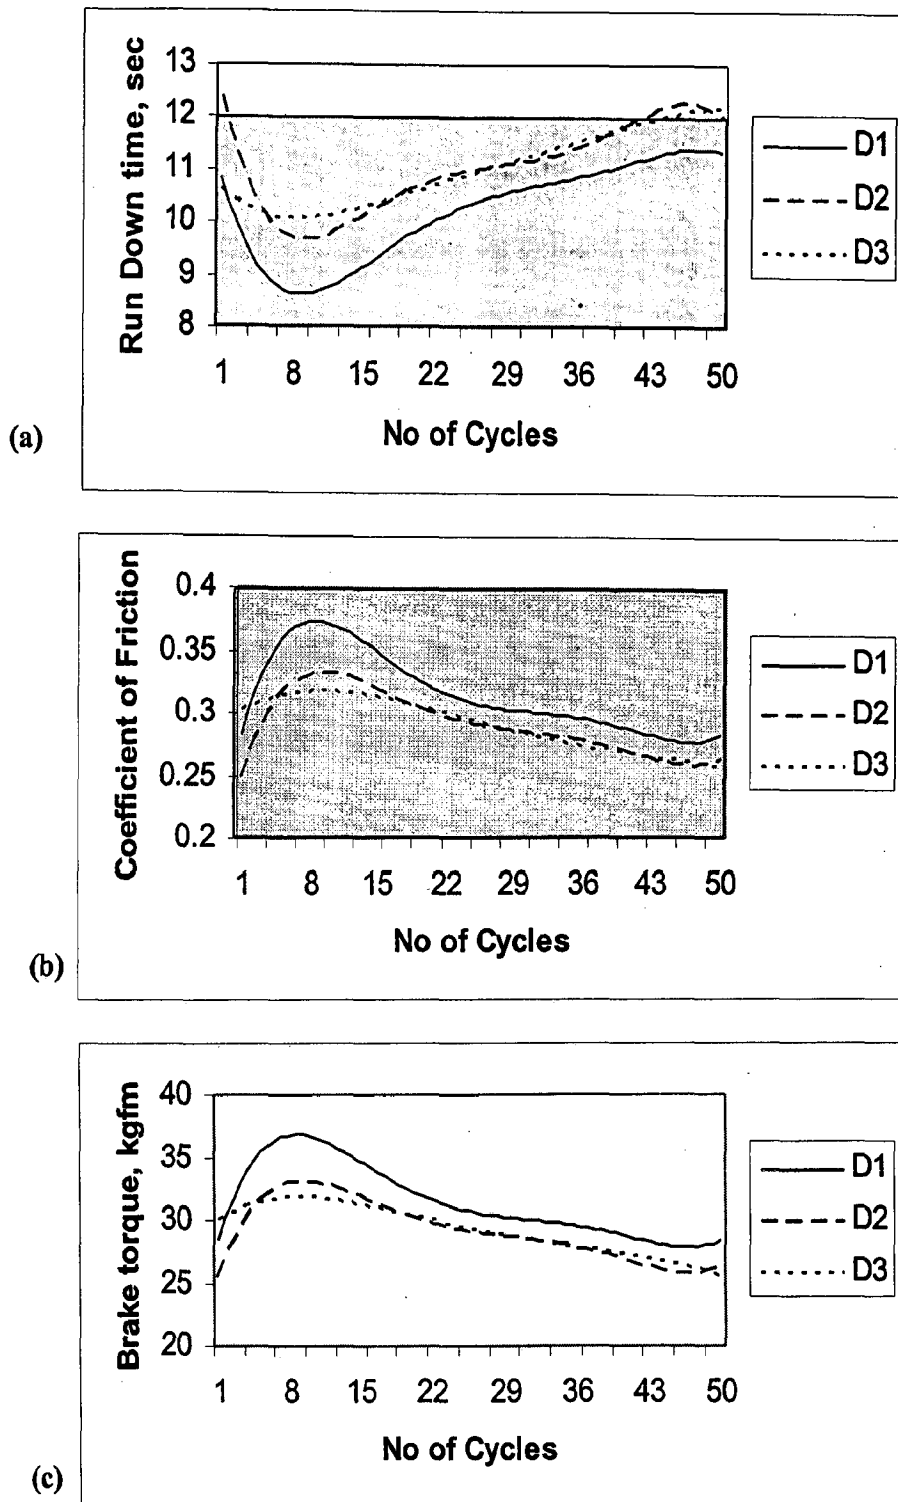 Run Down time, sec
13
12
11
10
9
8
1 8 15 22 29 36 43 50
No of Cycles
D1
D2
D3
(a)
Coefficient of Friction
0.4
0.35
0.3
0.25
0.2
1 8 15 22 29 36 43 50
No of Cycles
D1
D2
D3
(b)
Brake torque, kgfm
40
35
30
25
20
1 8 15 22 29 36 43 50
No of Cycles
D1
D2
D3
(c)